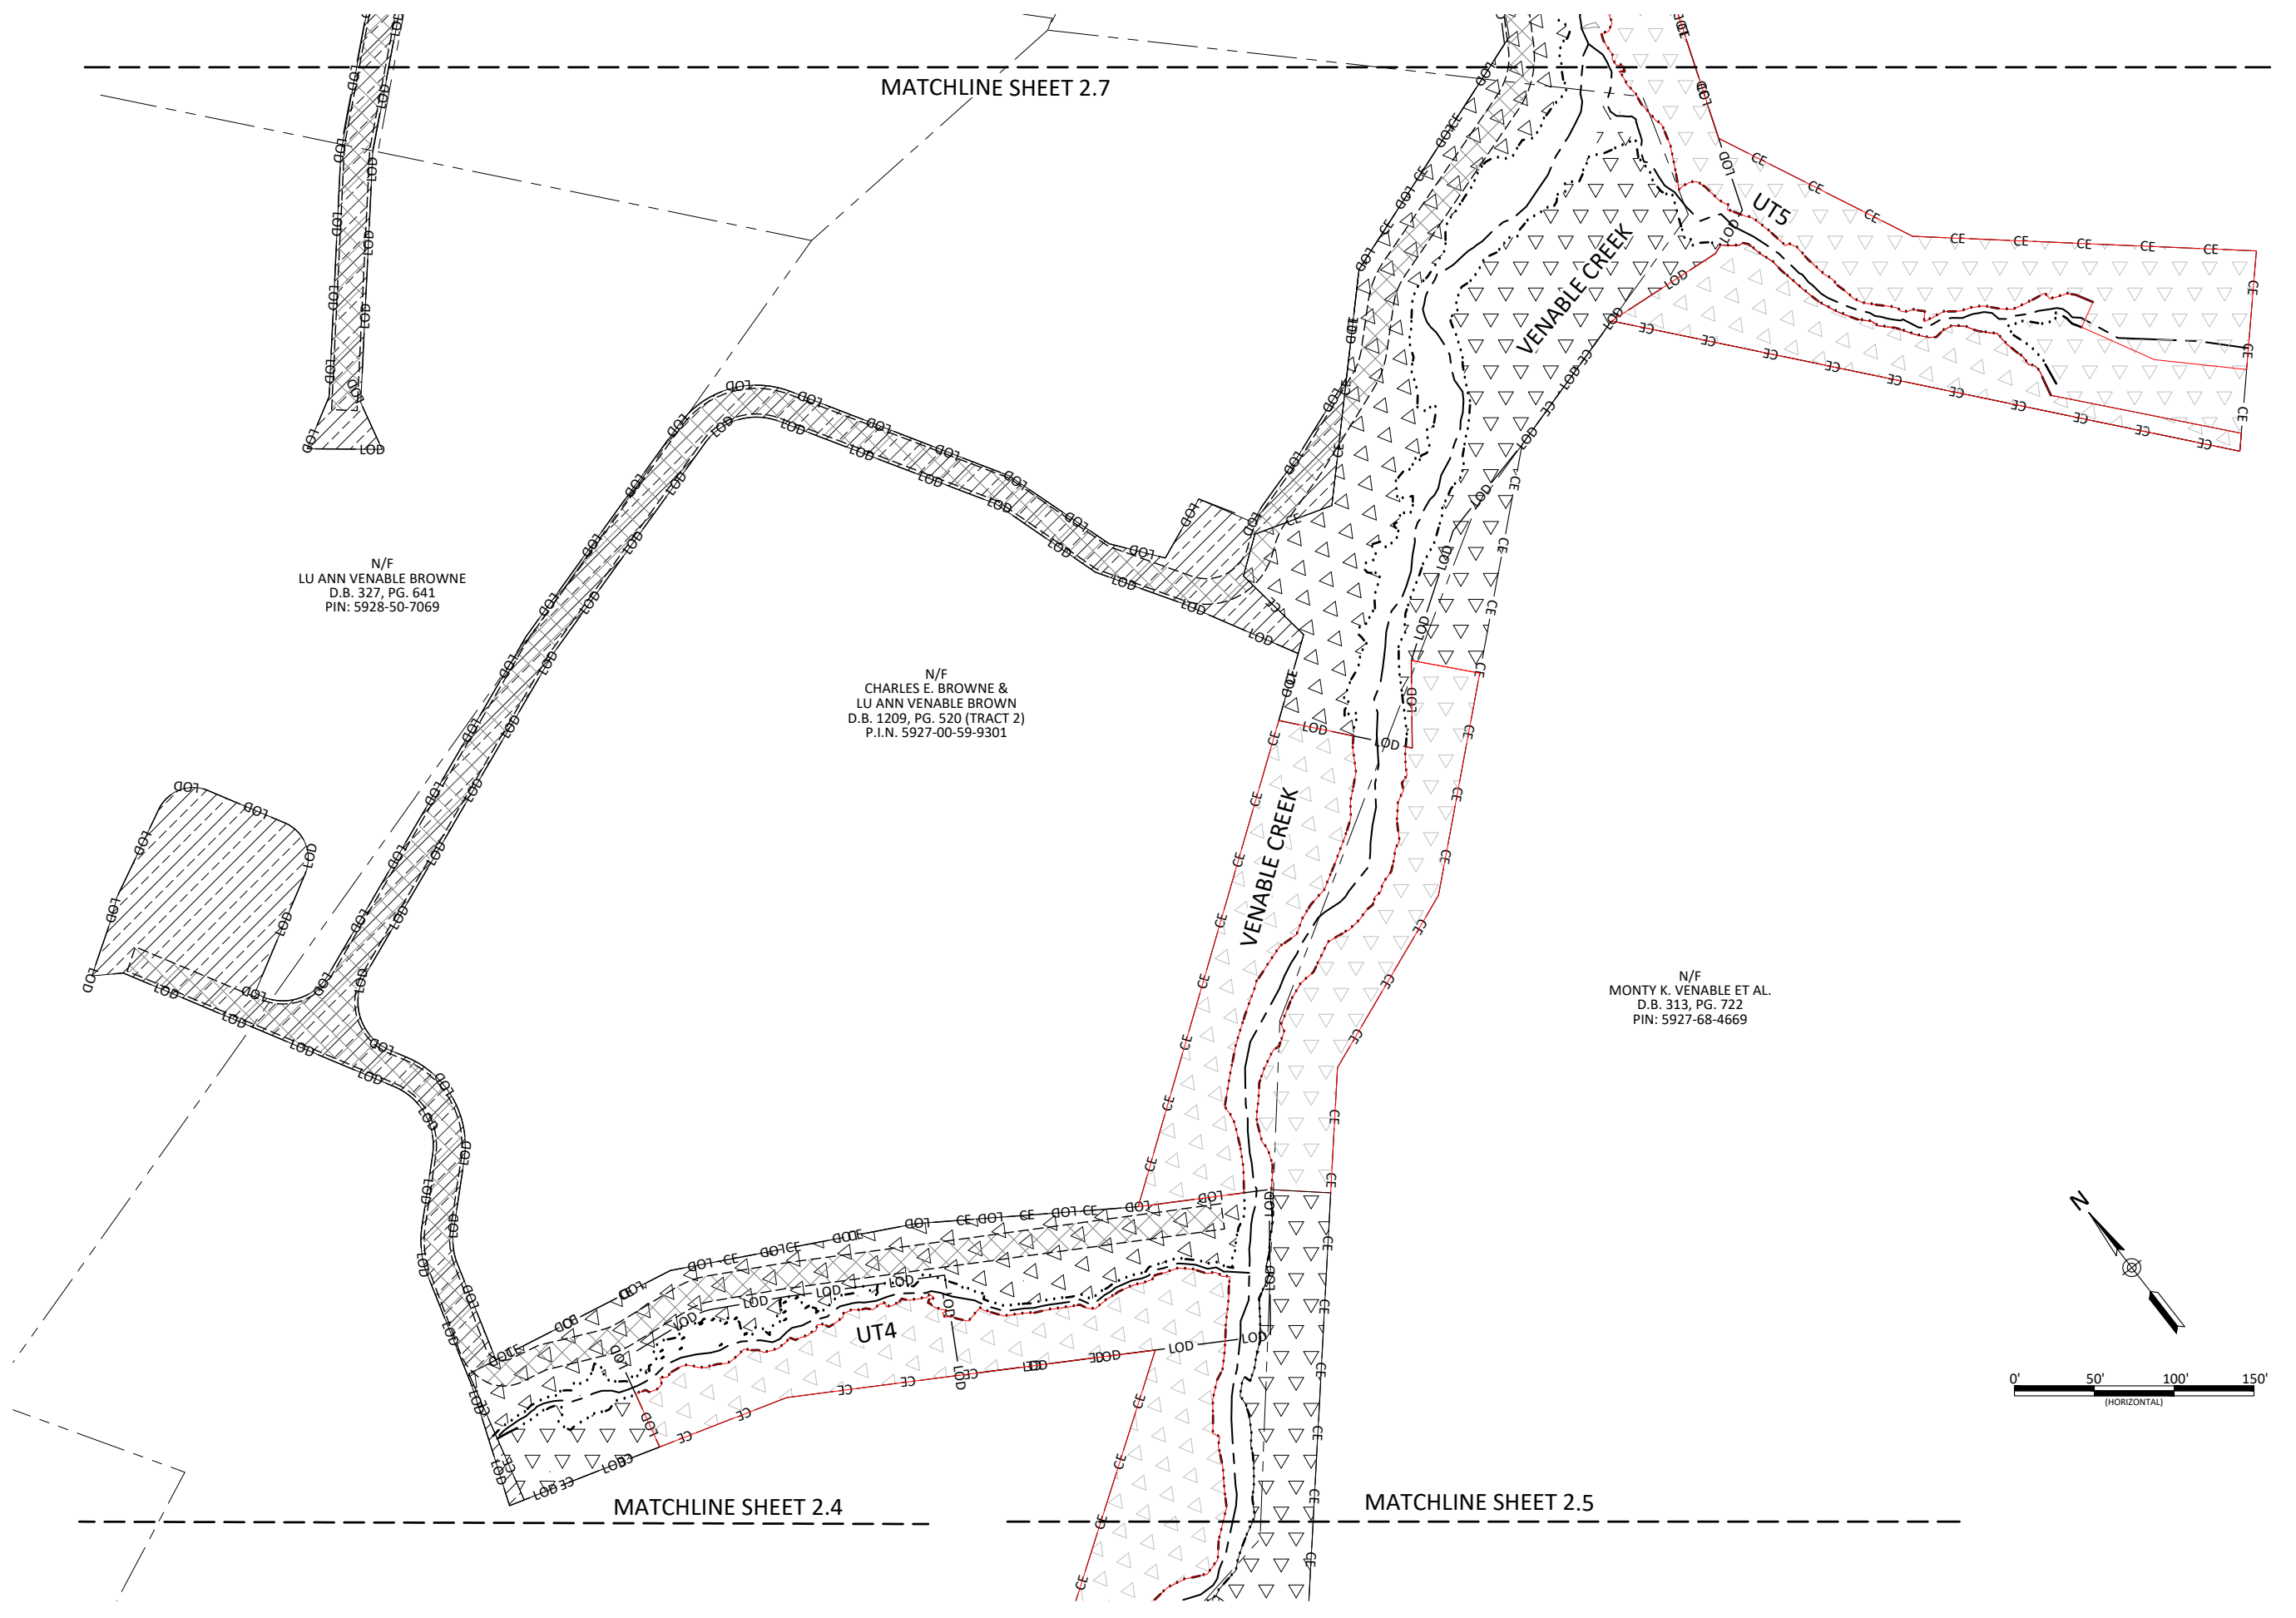 MATCHLINE SHEET 2.7
UT5
VENABLE CREEK
N/F
LU ANN VENABLE BROWNE
D.B. 327, PG. 641
PIN: 5928-50-7069
N/F
CHARLES E. BROWNE &
LU ANN VENABLE BROWN
D.B. 1209, PG. 520 (TRACT 2)
P.I.N. 5927-00-59-9301
VENABLE CREEK
N/F
MONTY K. VENABLE ET AL.
D.B. 313, PG. 722
PIN: 5927-68-4669
LOD
CE
UT4
N
0' 50' 100' 150'
(HORIZONTAL)
MATCHLINE SHEET 2.4
MATCHLINE SHEET 2.5